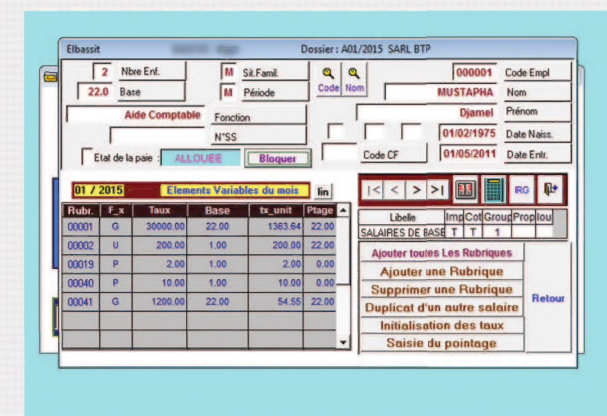 Elbassit Dossier : A01/2015 SARL BTP
2 Nbre Enf. M Sit.Famil. 000001 Code Empl
22.0 Base M Période Code Nom MUSTAPHA Nom
Aide Comptable Fonction Djamel Prénom
N°SS 01/02/1975 Date Naiss.
Etat de la paie : ALLOUEE Bloquer Code CF 01/05/2011 Date Entr.
01 / 2015 Elements Variables du mois lin |< < > >| RG
Rubr. F_x Taux Base tx_unit Ptage
00001 G 30000.00 22.00 1363.64 22.00
00002 U 200.00 1.00 200.00 22.00
00019 P 2.00 1.00 2.00 0.00
00040 P 10.00 1.00 10.00 0.00
00041 G 1200.00 22.00 54.55 22.00
Libelle Imp Cot Group Prop Iou
SALAIRES DE BASE T T 1
Ajouter toutes Les Rubriques
Ajouter une Rubrique
Supprimer une Rubrique
Duplicat d'un autre salaire
Initialisation des taux
Saisie du pointage
Retour